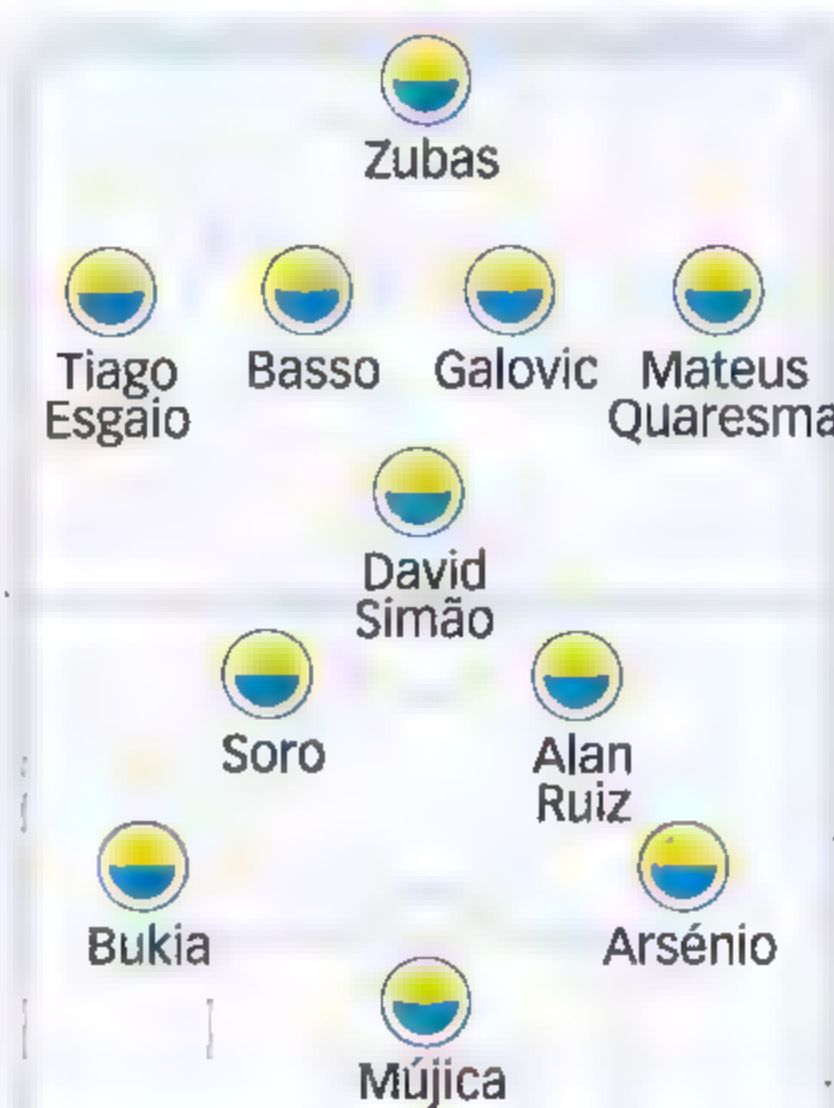 Zubas
Tiago Basso Galovic Mateus
Esgaio Quaresma
David
Simão
Soro Alan
Ruiz
Bukia Arsénio
Mújica